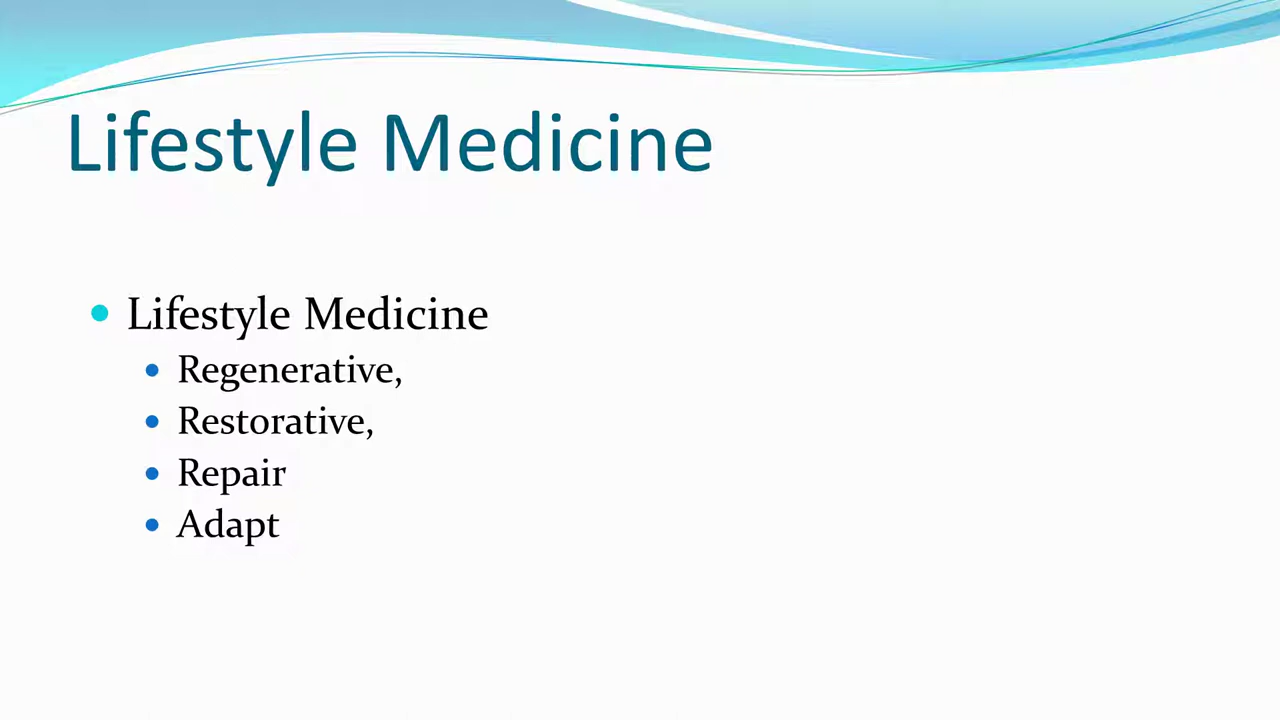 Lifestyle Medicine
Lifestyle Medicine
Regenerative,
Restorative,
Repair
Adapt